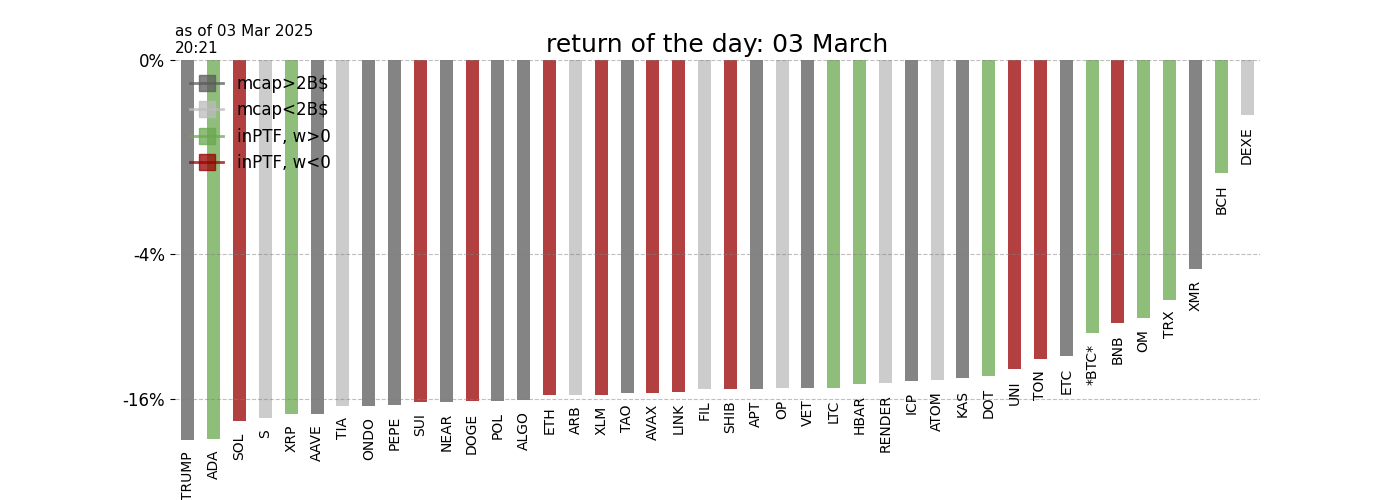 as of 03 Mar 2025
20:21
return of the day: 03 March
0%
-4%
-16%
mcap>2B$
mcap<2B$
inPTF, w>0
inPTF, w<0
TRUMP
ADA
SOL
S
XRP
AAVE
TIA
ONDO
PEPE
SUI
NEAR
DOGE
POL
ALGO
ETH
ARB
XLM
TAO
AVAX
LINK
FIL
SHIB
APT
OP
VET
LTC
HBAR
RENDER
ICP
ATOM
KAS
DOT
UNI
TON
ETC
*BTC*
BNB
OM
TRX
XMR
BCH
DEXE